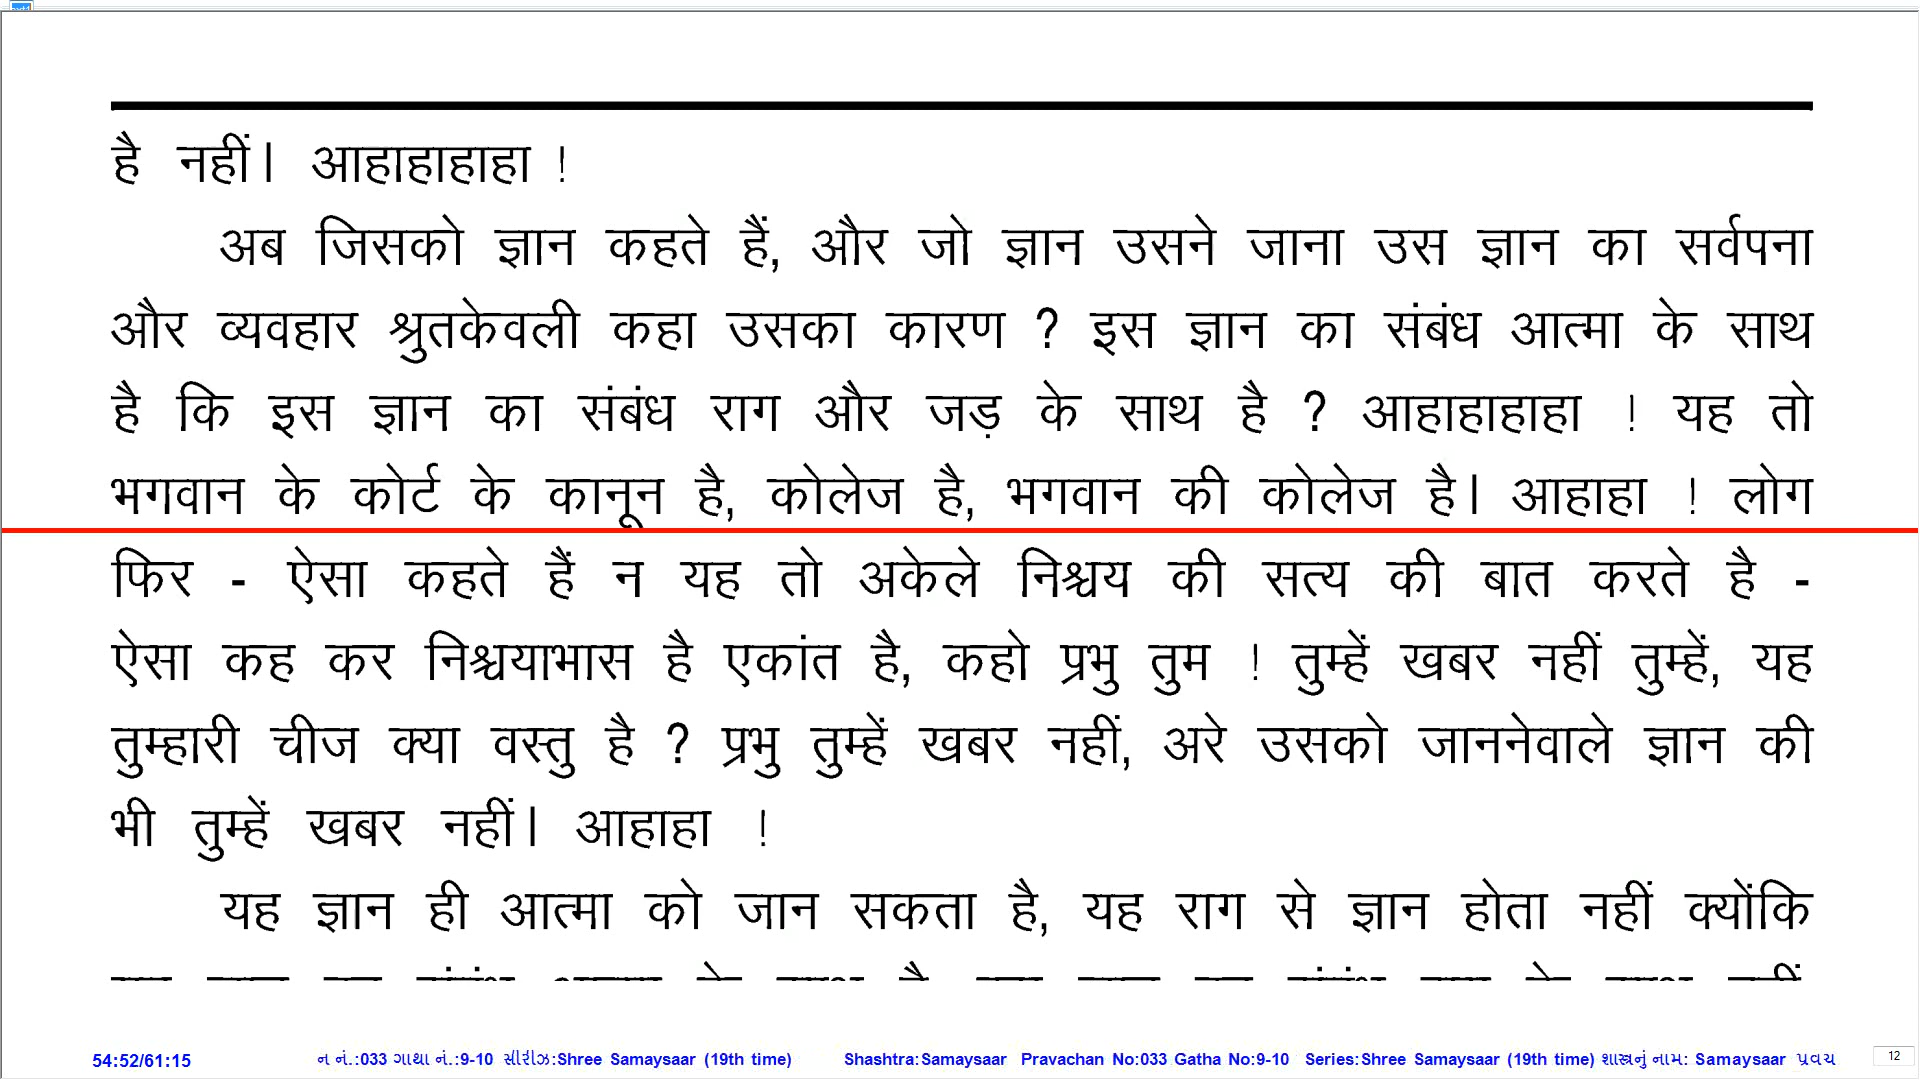 है नहीं। आहाहाहाहा !
अब जिसको ज्ञान कहते हैं, और जो ज्ञान उसने जाना उस ज्ञान का सर्वपना
और व्यवहार श्रुतकेवली कहा उसका कारण ? इस ज्ञान का संबंध आत्मा के साथ
है कि इस ज्ञान का संबंध राग और जड़ के साथ है ? आहाहाहाहा ! यह तो
भगवान के कोर्ट के कानून है, कोलेज है, भगवान की कोलेज है। आहाहा ! लोग
फिर - ऐसा कहते हैं न यह तो अकेले निश्चय की सत्य की बात करते है -
ऐसा कह कर निश्चयाभास है एकांत है, कहो प्रभु तुम ! तुम्हें खबर नहीं तुम्हें, यह
तुम्हारी चीज क्या वस्तु है ? प्रभु तुम्हें खबर नहीं, अरे उसको जाननेवाले ज्ञान की
भी तुम्हें खबर नहीं। आहाहा !
यह ज्ञान ही आत्मा को जान सकता है, यह राग से ज्ञान होता नहीं क्योंकि
54:52/61:15 ન નં.:033 ગાથા નં.:9-10 સીરીઝ:Shree Samaysaar (19th time) Shashtra:Samaysaar Pravachan No:033 Gatha No:9-10 Series:Shree Samaysaar (19th time) શાસ્ત્રનું નામ: Samaysaar પ્રવચ 12